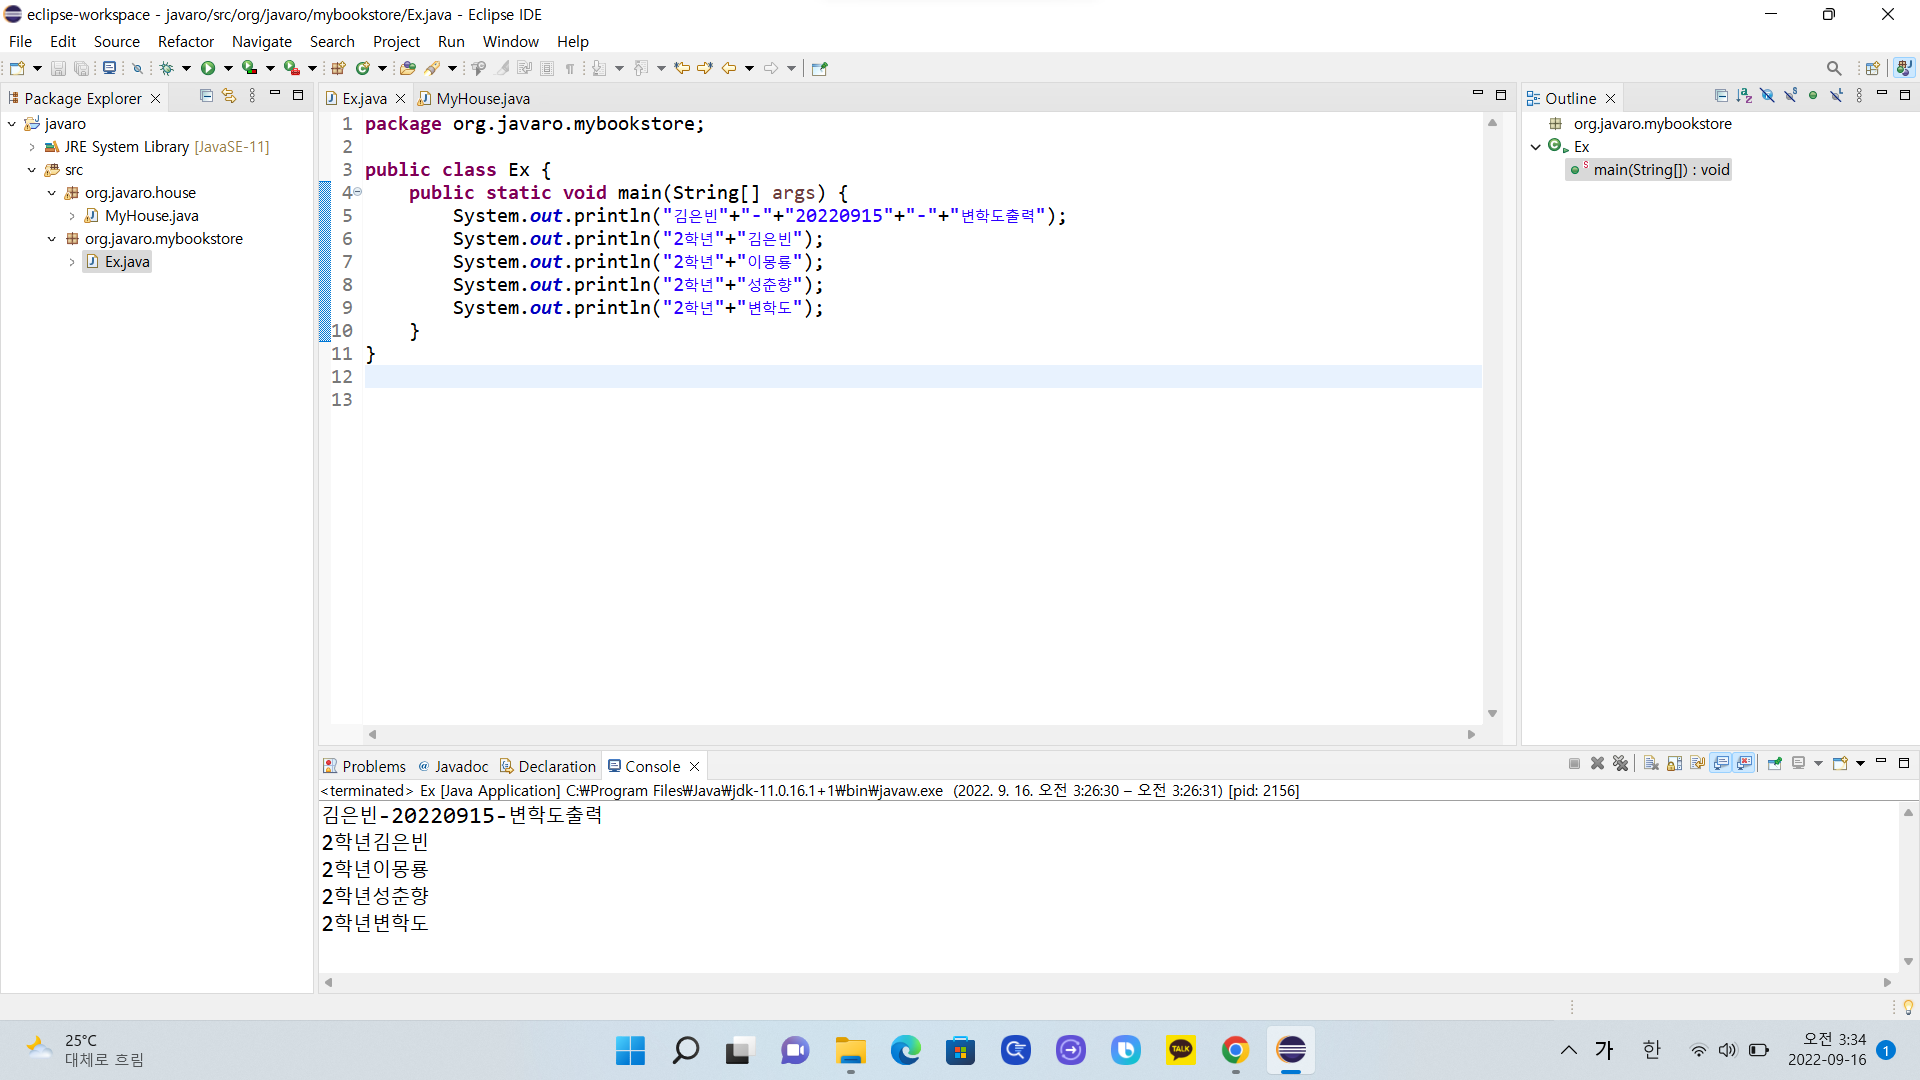 eclipse-workspace - javaro/src/org/javaro/mybookstore/Ex.java - Eclipse IDE
File Edit Source Refactor Navigate Search Project Run Window Help
Package Explorer
javaro
JRE System Library [JavaSE-11]
src
org.javaro.house
MyHouse.java
org.javaro.mybookstore
Ex.java
Ex.java MyHouse.java
1 package org.javaro.mybookstore;
2
3 public class Ex {
4 public static void main(String[] args) {
5 System.out.println("김은빈"+"-"+"20220915"+"-"+"변학도출력");
6 System.out.println("2학년"+"김은빈");
7 System.out.println("2학년"+"이몽룡");
8 System.out.println("2학년"+"성춘향");
9 System.out.println("2학년"+"변학도");
10 }
11 }
12
13
Outline
org.javaro.mybookstore
Ex
main(String[]) : void
Problems Javadoc Declaration Console
<terminated> Ex [Java Application] C:₩Program Files₩Java₩jdk-11.0.16.1+1₩bin₩javaw.exe (2022. 9. 16. 오전 3:26:30 – 오전 3:26:31) [pid: 2156]
김은빈-20220915-변학도출력
2학년김은빈
2학년이몽룡
2학년성춘향
2학년변학도
25°C
대체로 흐림
TALK
가 한
오전 3:34
2022-09-16
1